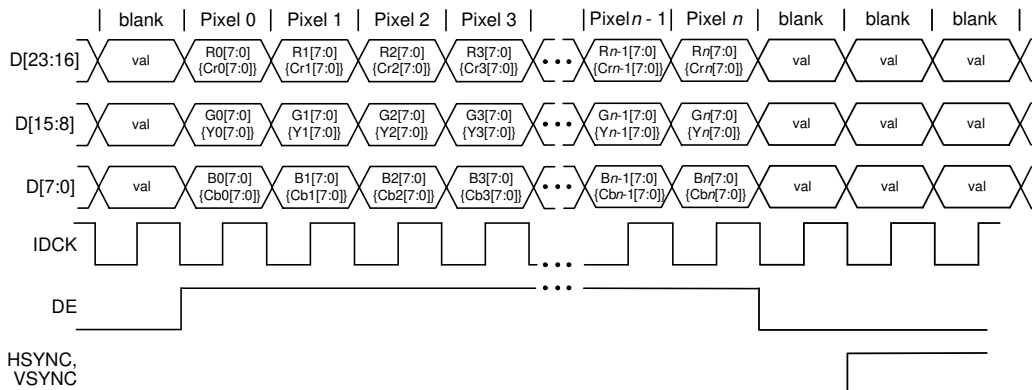 blank Pixel 0 Pixel 1 Pixel 2 Pixel 3 Pixel n - 1 Pixel n blank blank blank
D[23:16] val R0[7:0] R1[7:0] R2[7:0] R3[7:0] Rn-1[7:0] Rn[7:0] val val val
{Cr0[7:0]} {Cr1[7:0]} {Cr2[7:0]} {Cr3[7:0]} {Crn-1[7:0]} {Crn[7:0]}
D[15:8] val G0[7:0] G1[7:0] G2[7:0] G3[7:0] Gn-1[7:0] Gn[7:0] val val val
{Y0[7:0]} {Y1[7:0]} {Y2[7:0]} {Y3[7:0]} {Yn-1[7:0]} {Yn[7:0]}
D[7:0] val B0[7:0] B1[7:0] B2[7:0] B3[7:0] Bn-1[7:0] Bn[7:0] val val val
{Cb0[7:0]} {Cb1[7:0]} {Cb2[7:0]} {Cb3[7:0]} {Cbn-1[7:0]} {Cbn[7:0]}
IDCK
DE
HSYNC,
VSYNC